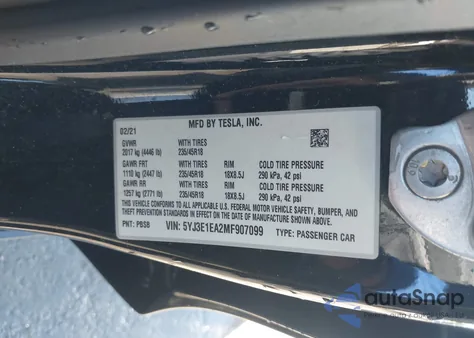 MFD BY TESLA, INC.
02/21
GVWR WITH TIRES
2017 kg (4446 lb) 235/45R18
GAWR FRT WITH TIRES RIM COLD TIRE PRESSURE
1110 kg (2447 lb) 235/45R18 18X8.5J 290 kPa, 42 psi
GAWR RR WITH TIRES RIM COLD TIRE PRESSURE
1257 kg (2771 lb) 235/45R18 18X8.5J 290 kPa, 42 psi
THIS VEHICLE CONFORMS TO ALL APPLICABLE U.S. FEDERAL MOTOR VEHICLE SAFETY, BUMPER, AND
THEFT PREVENTION STANDARDS IN EFFECT ON THE DATE OF MANUFACTURE SHOWN ABOVE.
PNT: PBSB VIN: 5YJ3E1EA2MF907099 TYPE: PASSENGER CAR
autoSnap